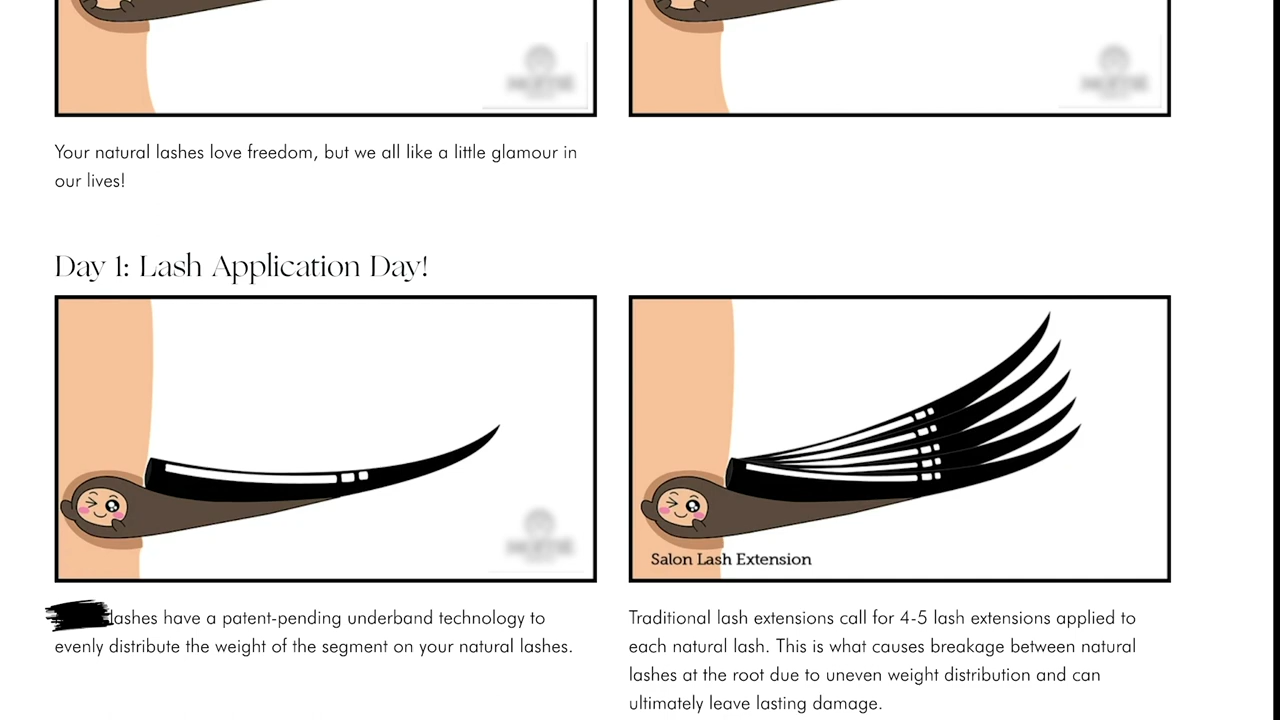 Your natural lashes love freedom, but we all like a little glamour in
our lives!
Day 1: Lash Application Day!
Salon Lash Extension
lashes have a patent-pending underband technology to
evenly distribute the weight of the segment on your natural lashes.
Traditional lash extensions call for 4-5 lash extensions applied to
each natural lash. This is what causes breakage between natural
lashes at the root due to uneven weight distribution and can
ultimately leave lasting damage.